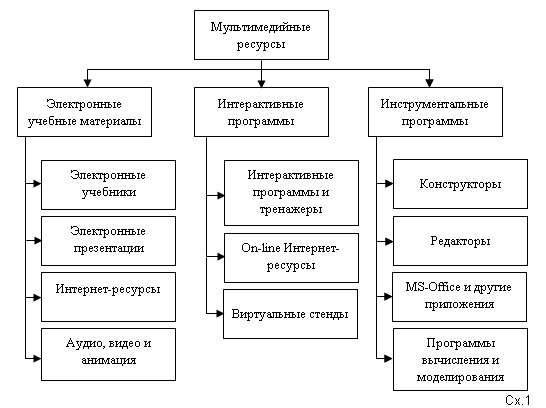 Мультимедийные
ресурсы
Электронные
учебные материалы
Интерактивные
программы
Инструментальные
программы
Электронные
учебники
Электронные
презентации
Интернет-ресурсы
Аудио, видео и
анимация
Интерактивные
программы и
тренажеры
On-line Интернет-
ресурсы
Виртуальные стенды
Конструкторы
Редакторы
MS-Office и другие
приложения
Программы
вычисления и
моделирования
Сх.1